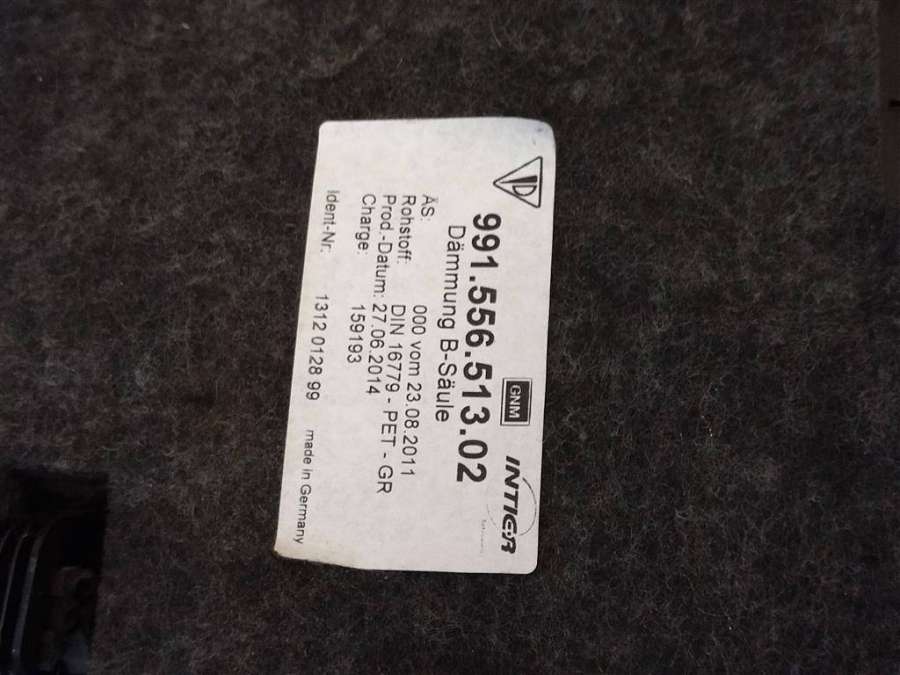 GNM
INTIER
991.556.513.02
Dämmung B-Säule
ÄS: 000 vom 23.08.2011
Rohstoff: DIN 16779 - PET - GR
Prod.-Datum: 27.06.2014
Charge: 159193
Ident-Nr. 1312 0128 99 made in Germany